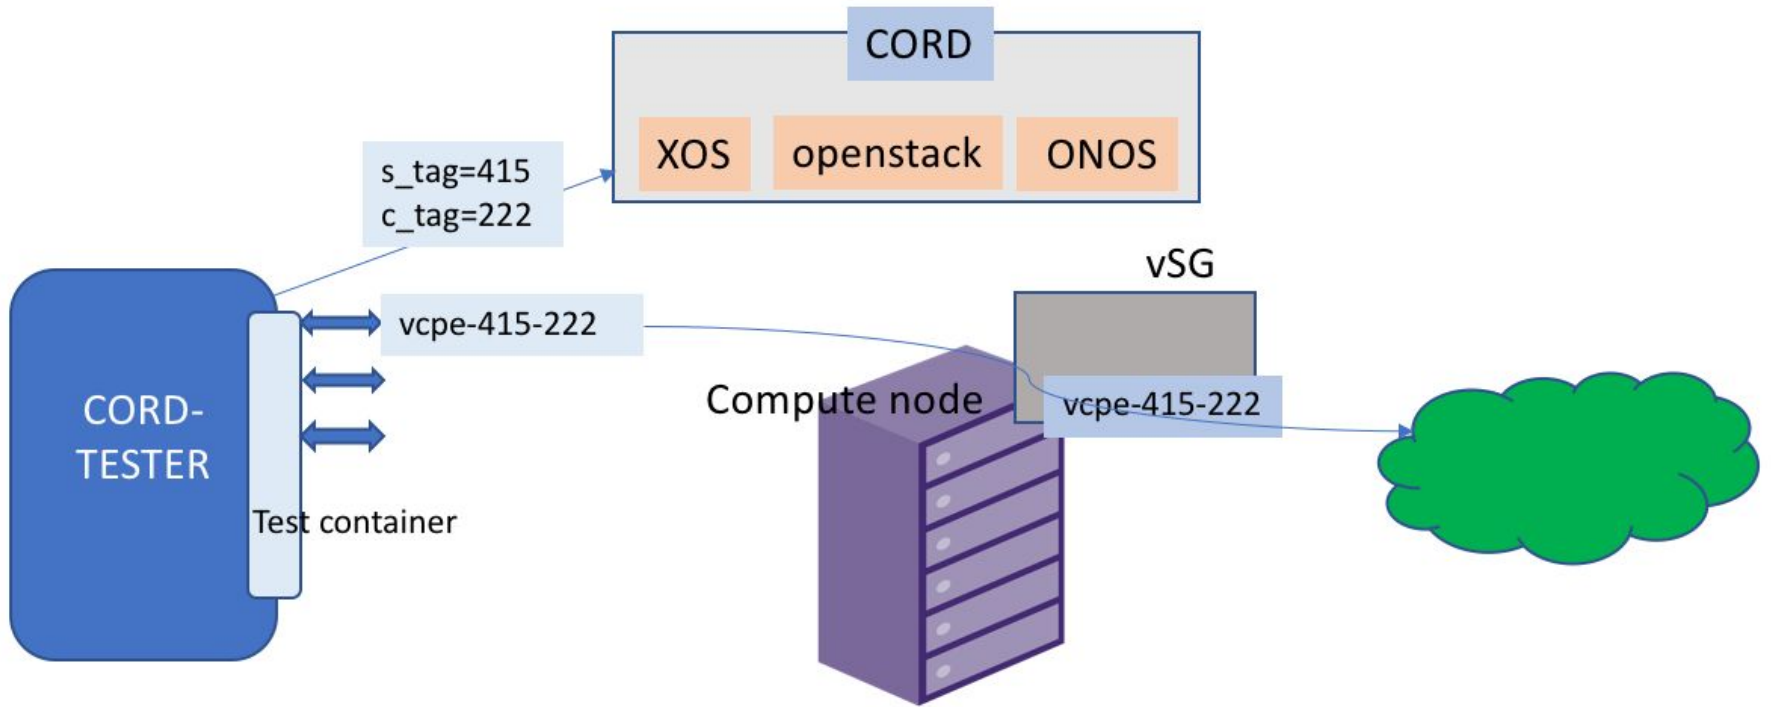 CORD
XOS
openstack
ONOS
s_tag=415
c_tag=222
vSG
vcpe-415-222
Compute node
vcpe-415-222
CORD-
TESTER
Test container